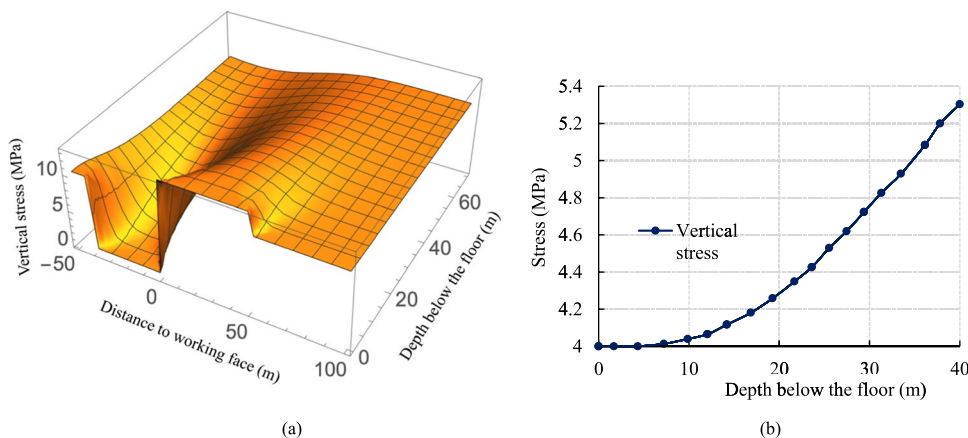 Vertical stress (MPa)
10
5
0
−50
0
50
100
Distance to working face (m)
0
20
40
60
Depth below the floor (m)
(a)
Stress (MPa)
5.4
5.2
5
4.8
4.6
4.4
4.2
4
Vertical
stress
0
10
20
30
40
Depth below the floor (m)
(b)